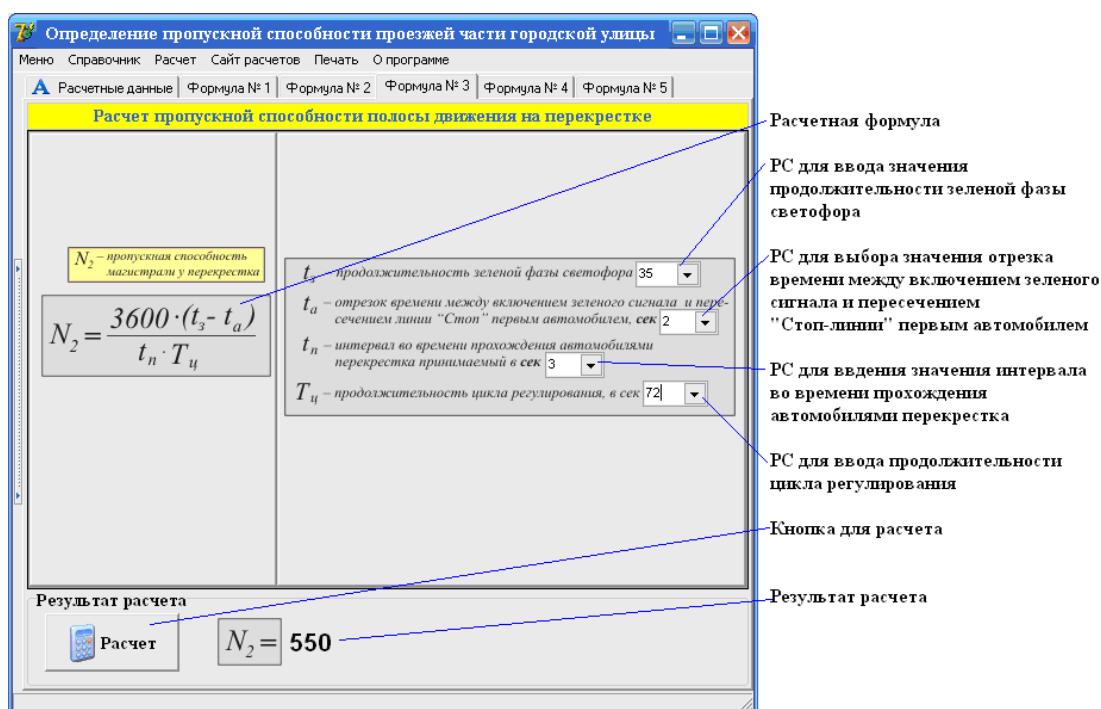 Определение пропускной способности проезжей части городской улицы
Меню Справочник Расчет Сайт расчетов Печать О программе
А Расчетные данные Формула № 1 Формула № 2 Формула № 3 Формула № 4 Формула № 5
Расчет пропускной способности полосы движения на перекрестке
N₂ – пропускная способность
магистрали у перекрестка
N₂ = 3600·(tз- tа) / tп · Tц
tз – продолжительность зеленой фазы светофора 35
tа – отрезок времени между включением зеленого сигнала и пере-
сечением линии “Стоп” первым автомобилем, сек 2
tп – интервал во времени прохождения автомобилями
перекрестка принимаемый в сек 3
Tц – продолжительность цикла регулирования, в сек 72
Результат расчета
Расчет
N₂ = 550
Расчетная формула
РС для ввода значения
продолжительности зеленой фазы
светофора
РС для выбора значения отрезка
времени между включением зеленого
сигнала и пересечением
"Стоп-линии" первым автомобилем
РС для введения значения интервала
во времени прохождения
автомобилями перекрестка
РС для ввода продолжительности
цикла регулирования
Кнопка для расчета
Результат расчета